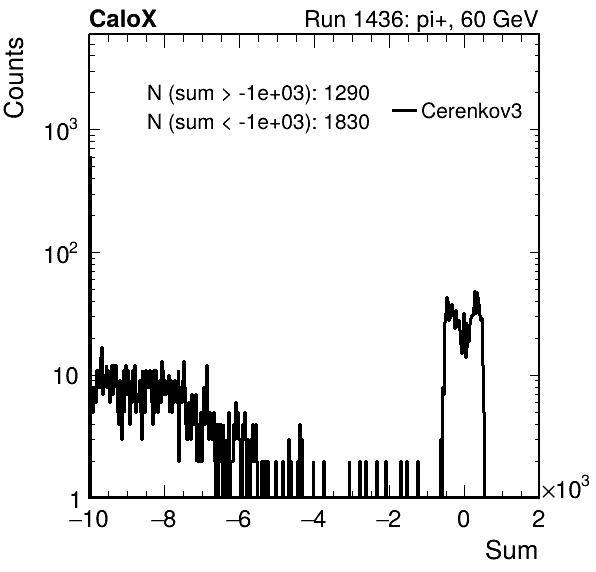 CaloX Run 1436: pi+, 60 GeV
Counts
N (sum > -1e+03): 1290
N (sum < -1e+03): 1830
Cerenkov3
10³
10²
10
1
−10 −8 −6 −4 −2 0 2
×10³
Sum